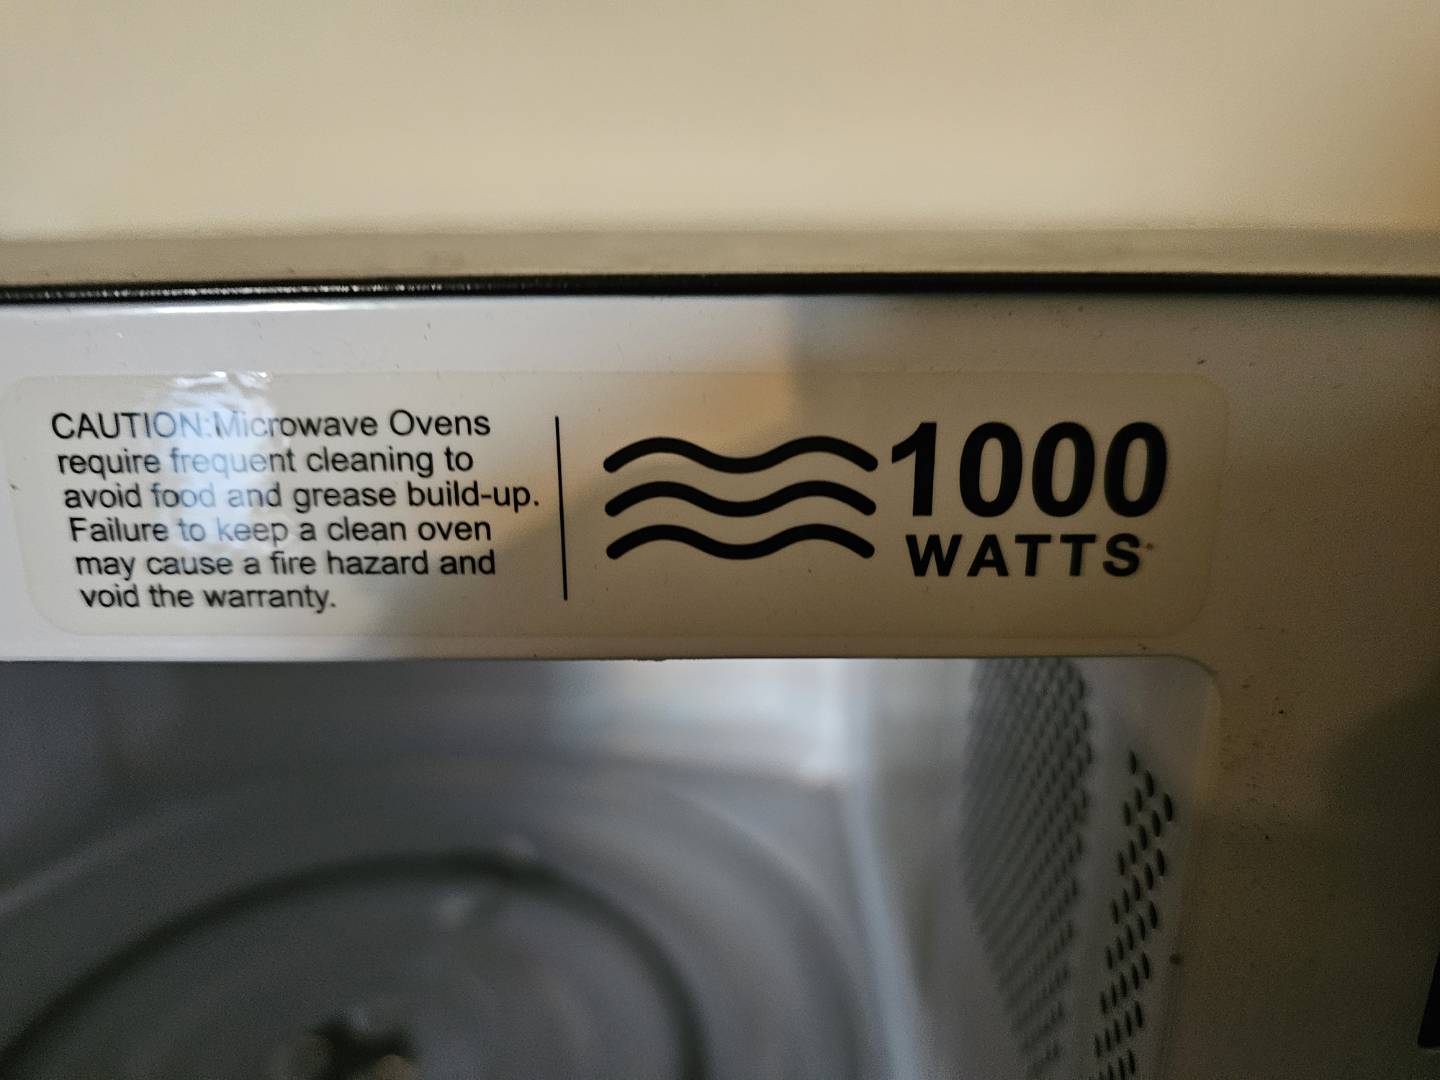 CAUTION:Microwave Ovens
require frequent cleaning to
avoid food and grease build-up.
Failure to keep a clean oven
may cause a fire hazard and
void the warranty.
1000
WATTS